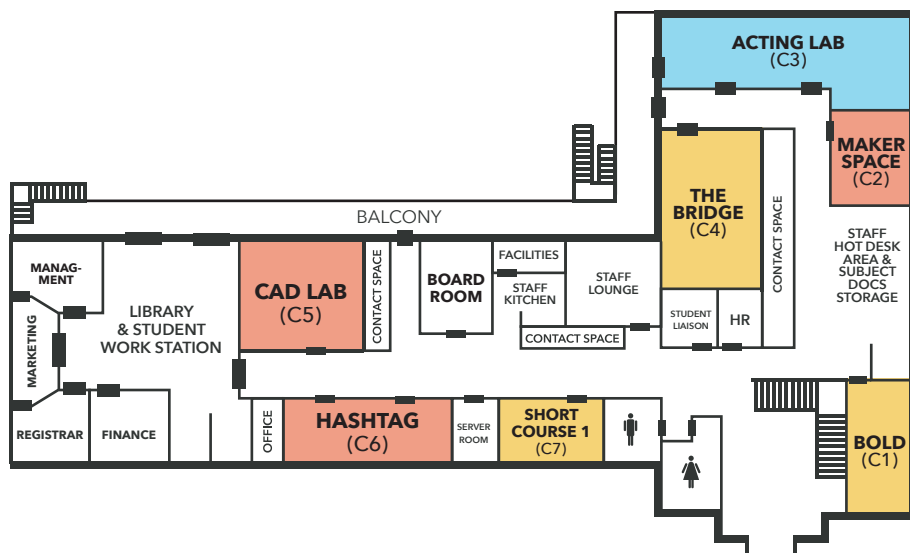 ACTING LAB
(C3)
MAKER
SPACE
(C2)
THE
BRIDGE
(C4)
CONTACT SPACE
BALCONY
STAFF
HOT DESK
AREA &
SUBJECT
DOCS
STORAGE
MANAG-
MENT
CAD LAB
(C5)
CONTACT SPACE
BOARD
ROOM
FACILITIES
STAFF
KITCHEN
STAFF
LOUNGE
LIBRARY
& STUDENT
WORK STATION
MARKETING
STUDENT
LIAISON
HR
CONTACT SPACE
REGISTRAR
FINANCE
OFFICE
HASHTAG
(C6)
SERVER
ROOM
SHORT
COURSE 1
(C7)
BOLD
(C1)